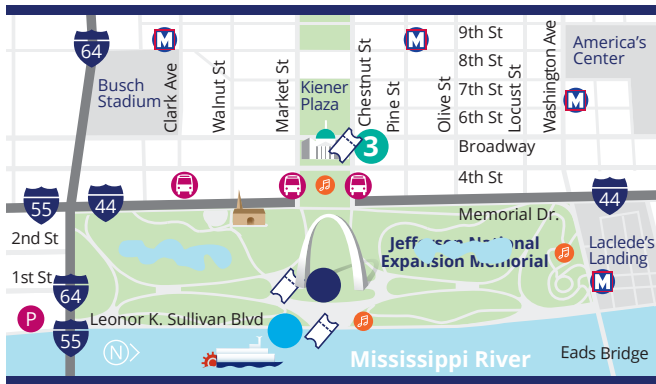 9th St
8th St
7th St
6th St
Broadway
4th St
Memorial Dr.
64
M
M
America's
Center
Busch
Stadium
Clark Ave
Walnut St
Market St
Kiener
Plaza
Chestnut St
Pine St
Olive St
Locust St
Washington Ave
M
3
55
44
44
2nd St
Jefferson National
Expansion Memorial
Laclede's
Landing
1st St
64
M
P
Leonor K. Sullivan Blvd
55
N
Mississippi River
Eads Bridge